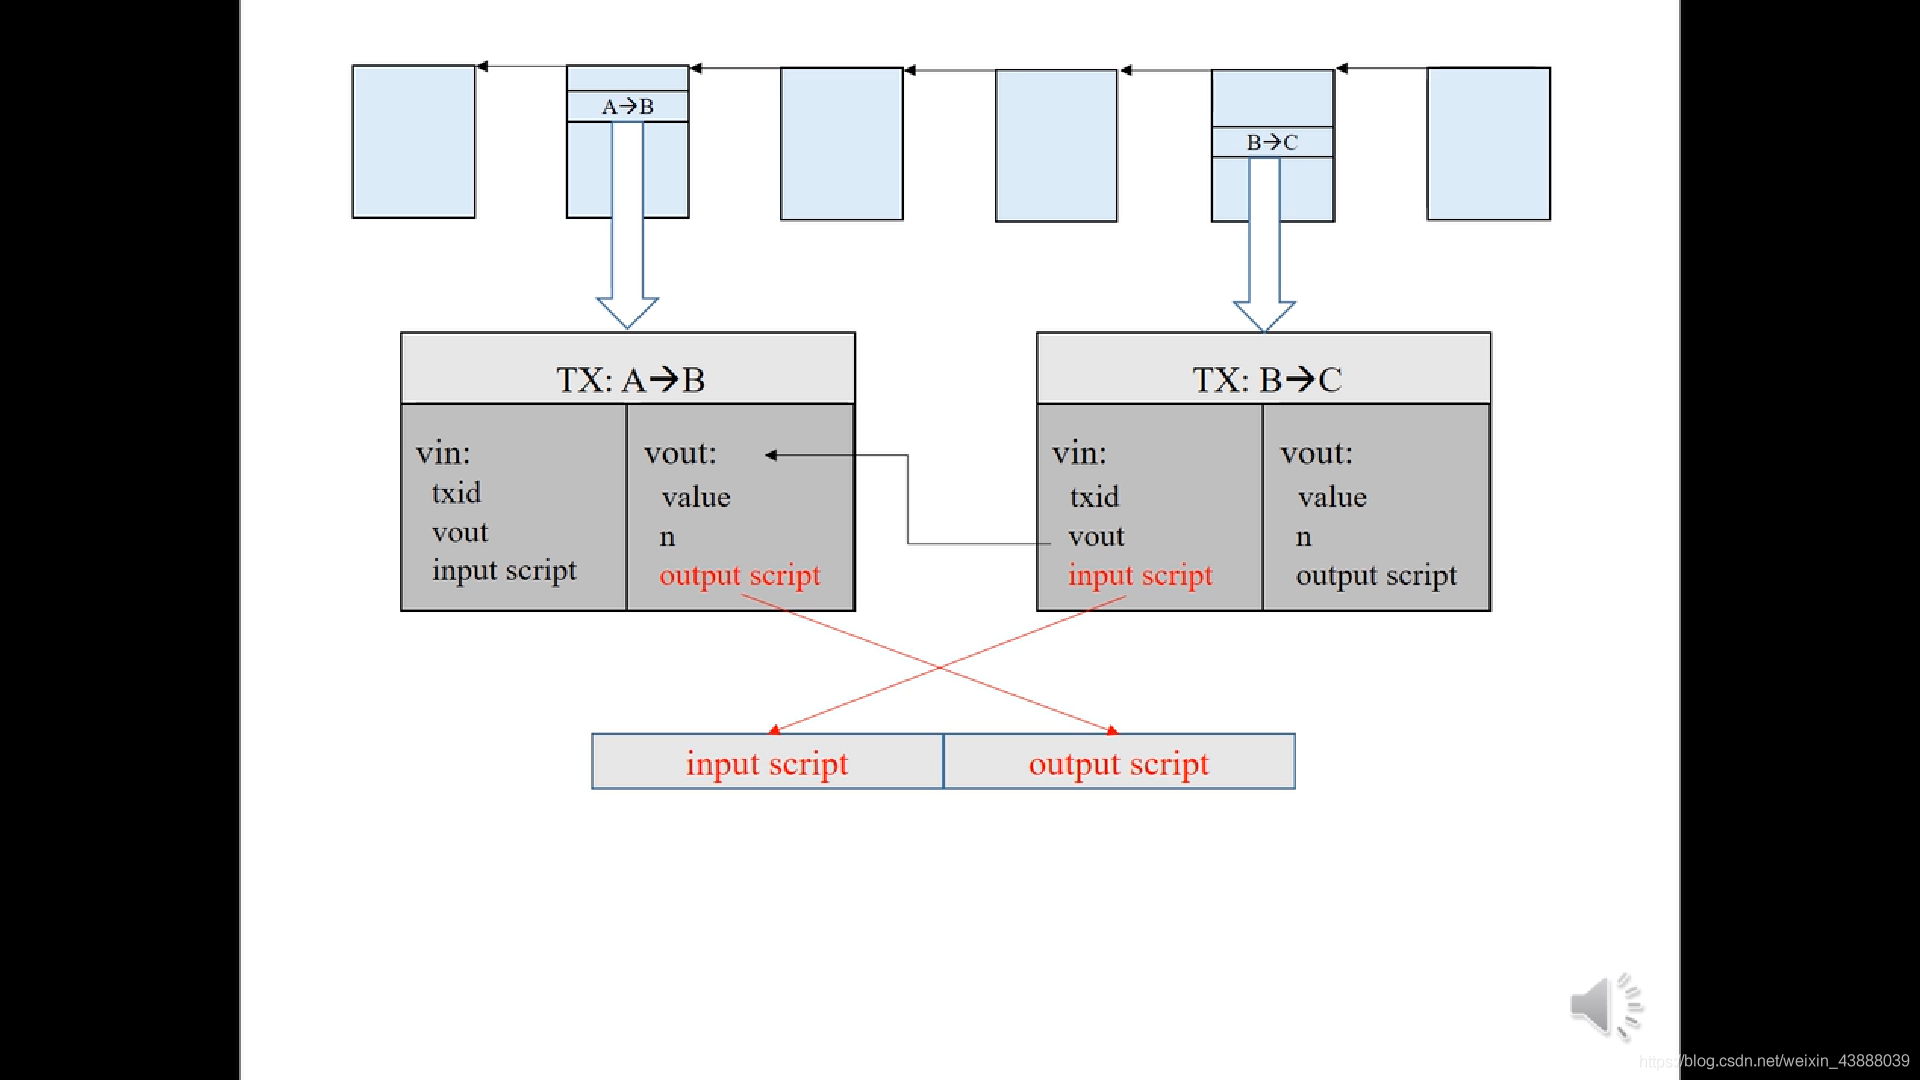 A→B
B→C
TX: A→B
vin:
txid
vout
input script
vout:
value
n
output script
TX: B→C
vin:
txid
vout
input script
vout:
value
n
output script
input script
output script
https://blog.csdn.net/weixin_43888039